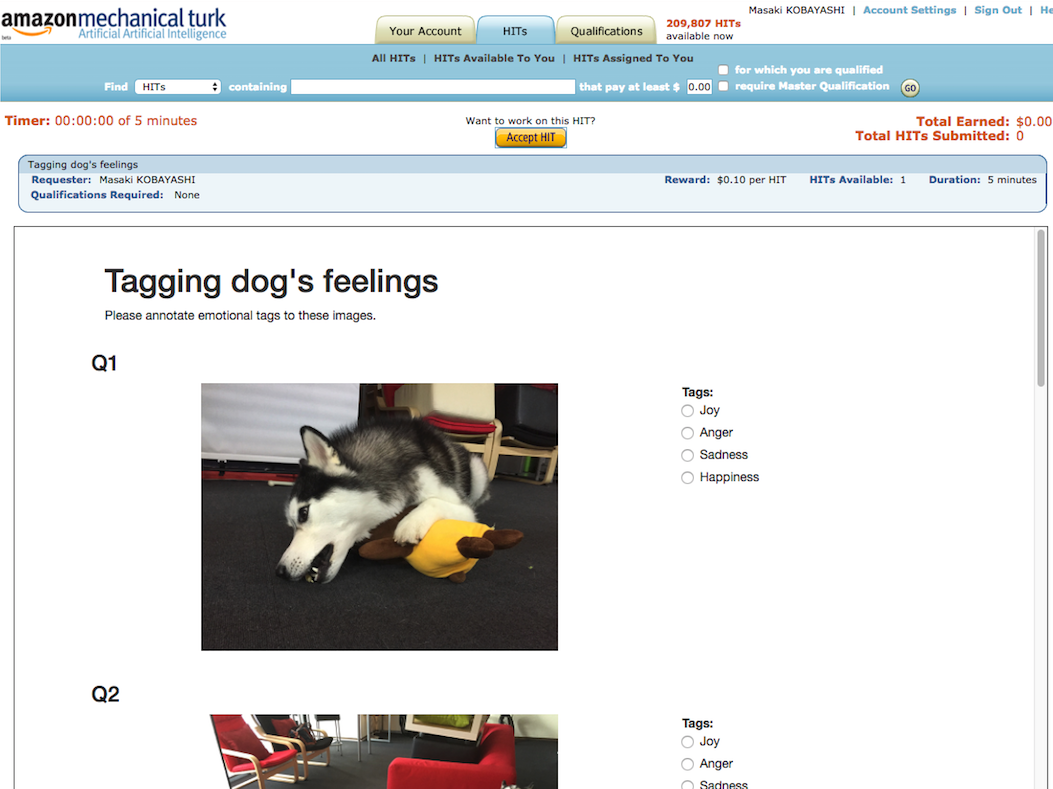 Masaki KOBAYASHI | Account Settings | Sign Out | He
amazonmechanical turk
beta
Artificial Artificial Intelligence
Your Account
HITs
Qualifications
209,807 HITs
available now
All HITs | HITs Available To You | HITs Assigned To You
Find HITs containing that pay at least $ 0.00
for which you are qualified
require Master Qualification
GO
Timer: 00:00:00 of 5 minutes
Want to work on this HIT?
Accept HIT
Total Earned: $0.00
Total HITs Submitted: 0
Tagging dog's feelings
Requester: Masaki KOBAYASHI
Reward: $0.10 per HIT HITs Available: 1 Duration: 5 minutes
Qualifications Required: None
Tagging dog's feelings
Please annotate emotional tags to these images.
Q1
Tags:
Joy
Anger
Sadness
Happiness
Q2
Tags:
Joy
Anger
Sadness